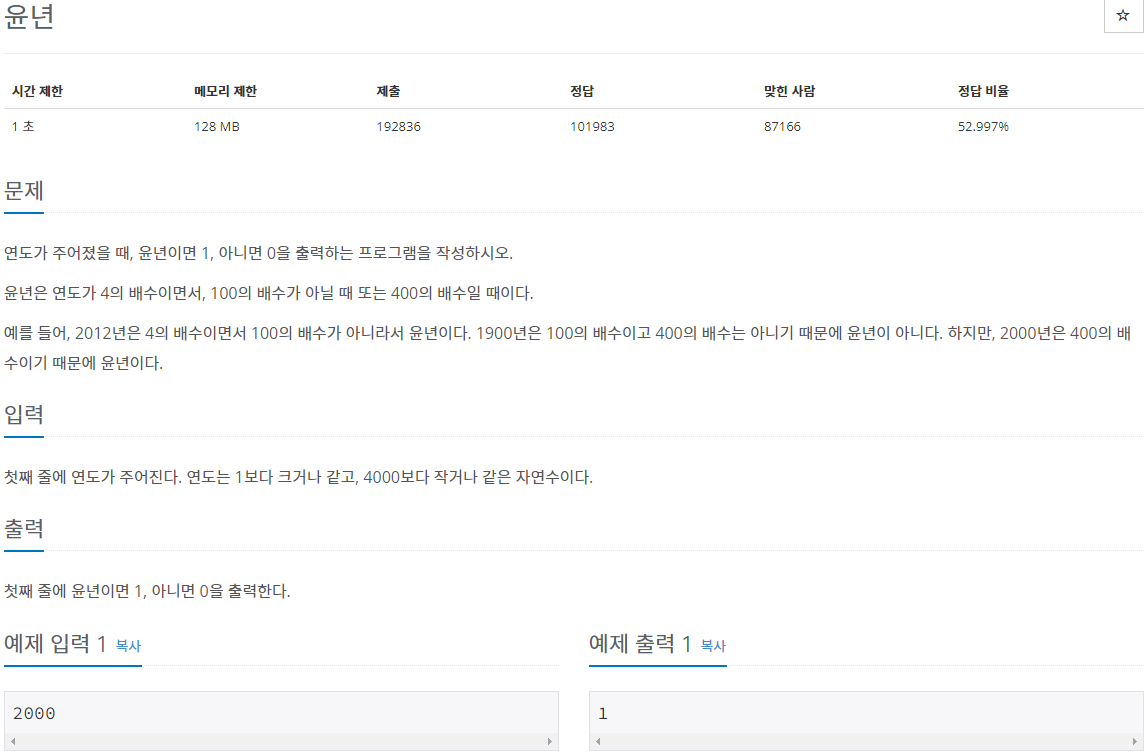 윤년
☆
시간 제한 메모리 제한 제출 정답 맞힌 사람 정답 비율
1 초 128 MB 192836 101983 87166 52.997%
문제
연도가 주어졌을 때, 윤년이면 1, 아니면 0을 출력하는 프로그램을 작성하시오.
윤년은 연도가 4의 배수이면서, 100의 배수가 아닐 때 또는 400의 배수일 때이다.
예를 들어, 2012년은 4의 배수이면서 100의 배수가 아니라서 윤년이다. 1900년은 100의 배수이고 400의 배수는 아니기 때문에 윤년이 아니다. 하지만, 2000년은 400의 배
수이기 때문에 윤년이다.
입력
첫째 줄에 연도가 주어진다. 연도는 1보다 크거나 같고, 4000보다 작거나 같은 자연수이다.
출력
첫째 줄에 윤년이면 1, 아니면 0을 출력한다.
예제 입력 1 복사
2000
예제 출력 1 복사
1